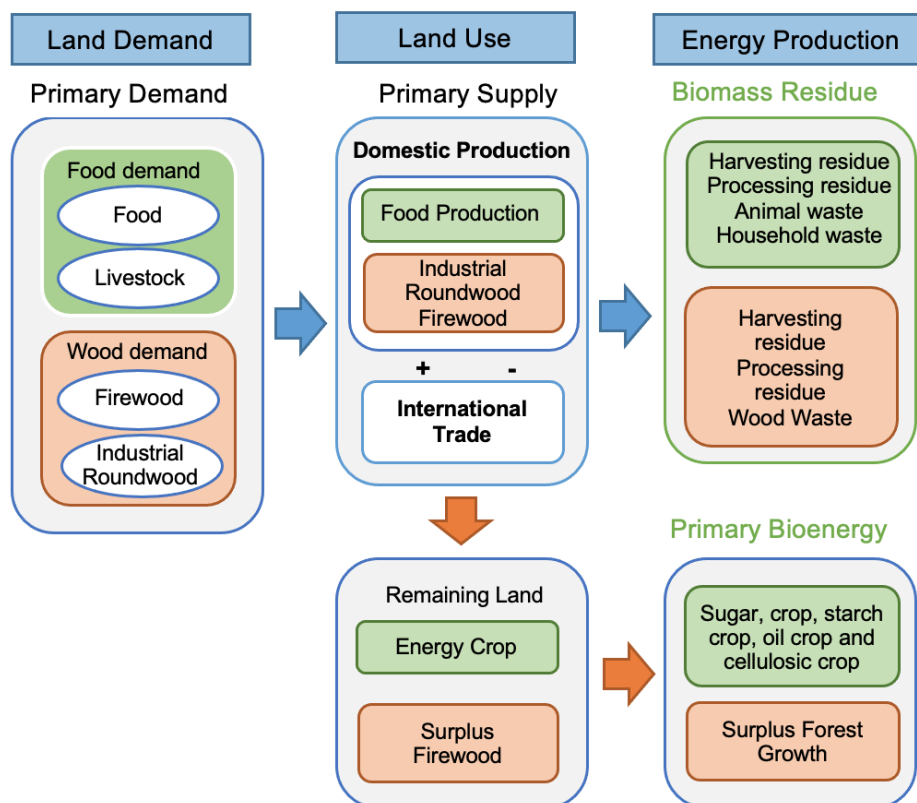 Land Demand
Land Use
Energy Production
Primary Demand
Primary Supply
Biomass Residue
Food demand
Food
Livestock
Wood demand
Firewood
Industrial
Roundwood
Domestic Production
Food Production
Industrial
Roundwood
Firewood
+ -
International
Trade
Harvesting residue
Processing residue
Animal waste
Household waste
Harvesting
residue
Processing
residue
Wood Waste
Remaining Land
Energy Crop
Surplus
Firewood
Primary Bioenergy
Sugar, crop, starch
crop, oil crop and
cellulosic crop
Surplus Forest
Growth